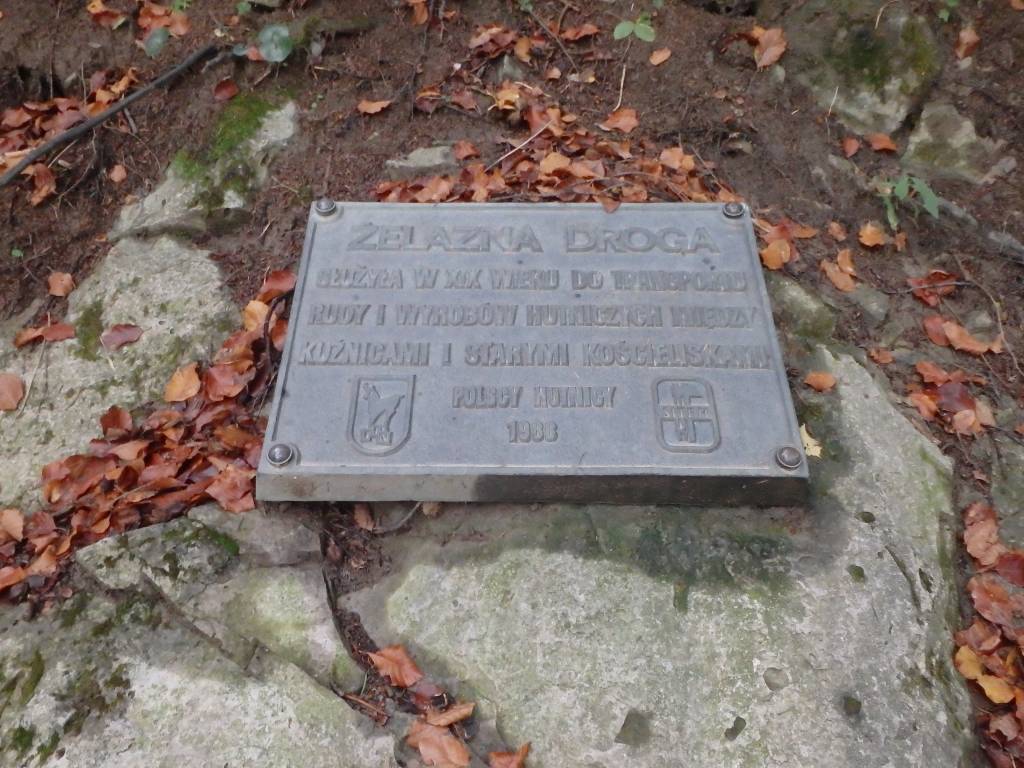 ŻELAZNA DROGA
SŁUŻYŁA W XIX WIEKU DO TRANSPORTU
RUDY I WYROBÓW HUTNICZYCH MIĘDZY
KUŹNICAMI I STARYMI KOŚCIELISKAMI
POLSCY HUTNICY
1988